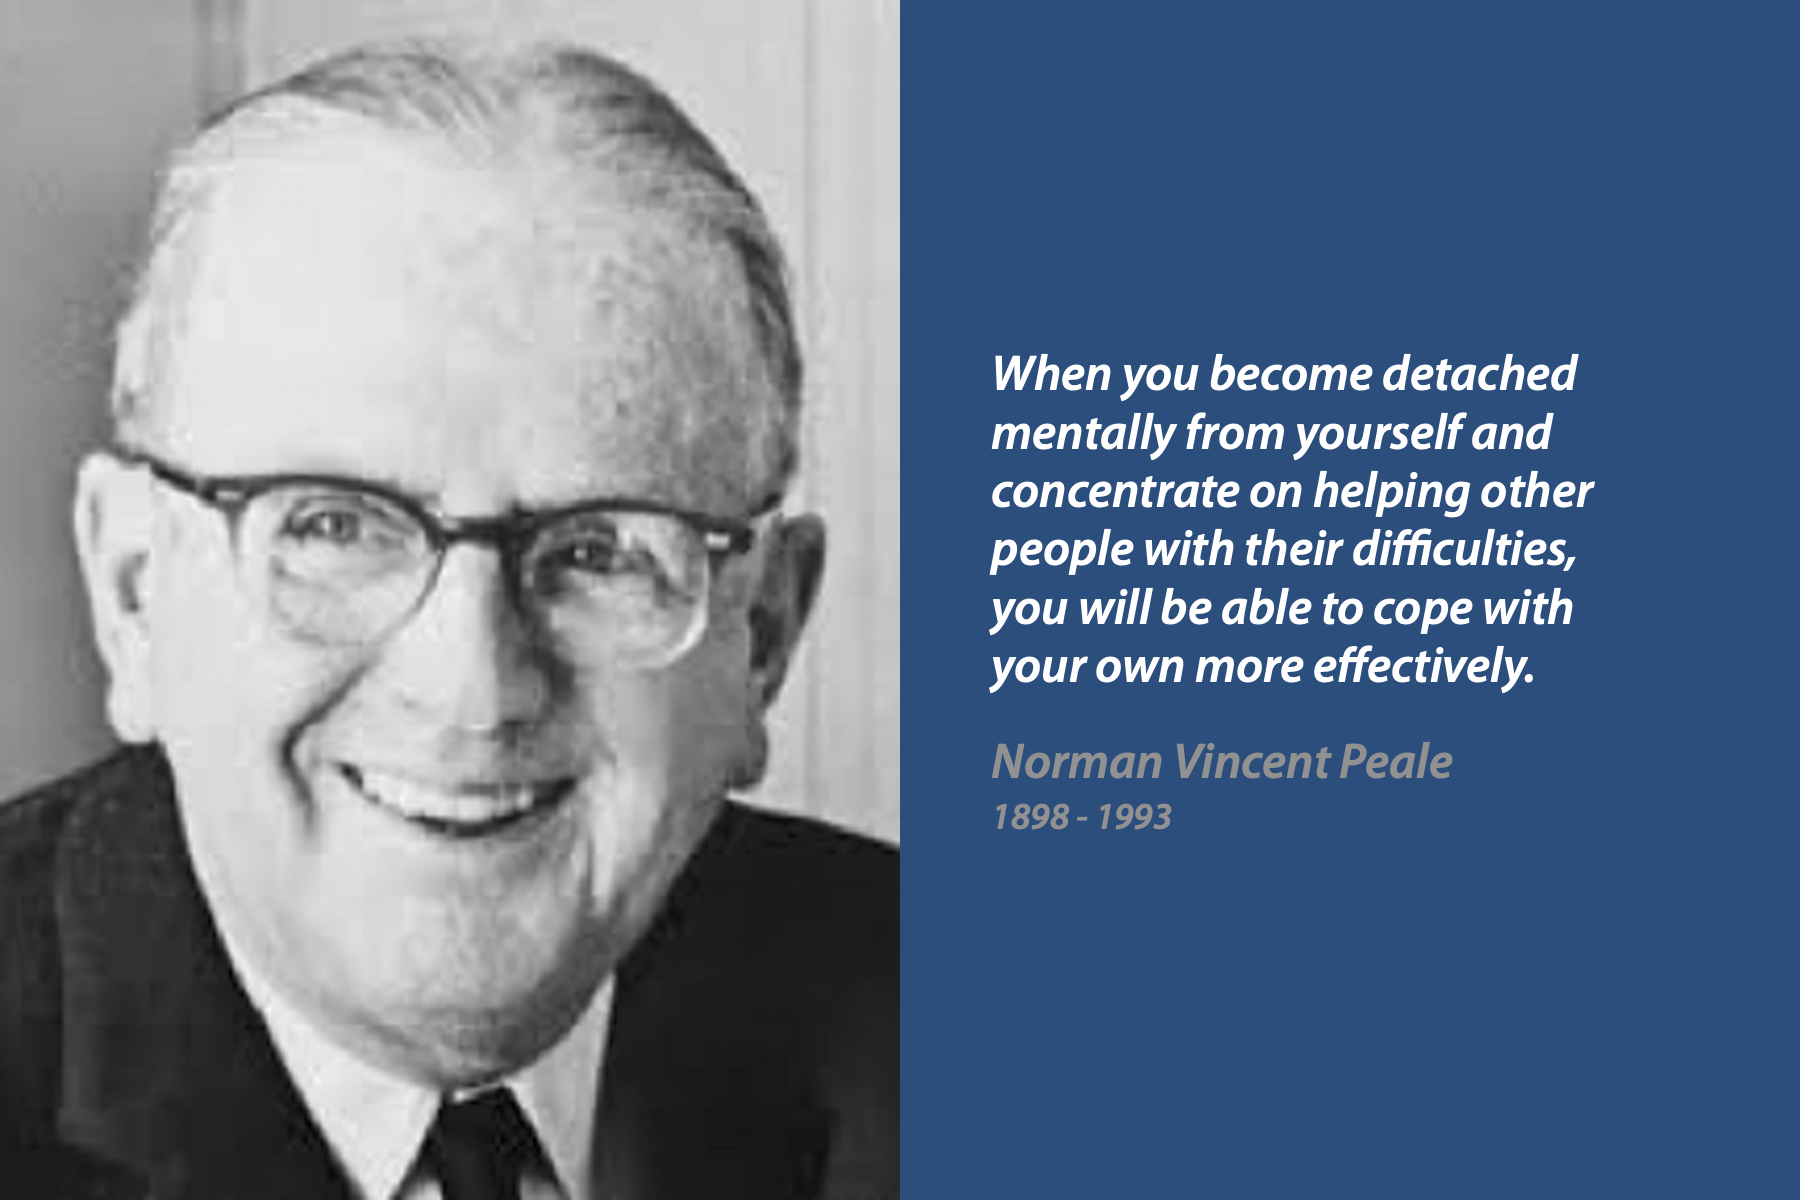 When you become detached
mentally from yourself and
concentrate on helping other
people with their difficulties,
you will be able to cope with
your own more effectively.
Norman Vincent Peale
1898 - 1993